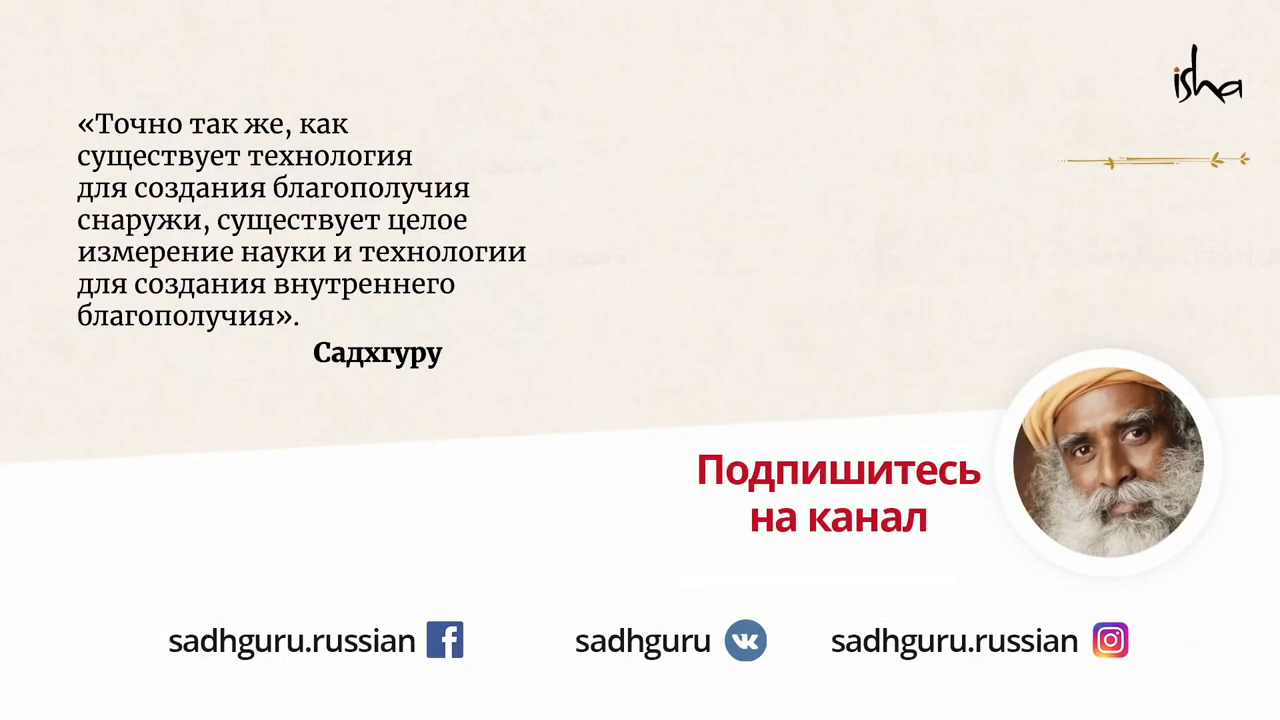 isha
«Точно так же, как
существует технология
для создания благополучия
снаружи, существует целое
измерение науки и технологии
для создания внутреннего
благополучия».
Садхгуру
Подпишитесь
на канал
sadhguru.russian
sadhguru
sadhguru.russian